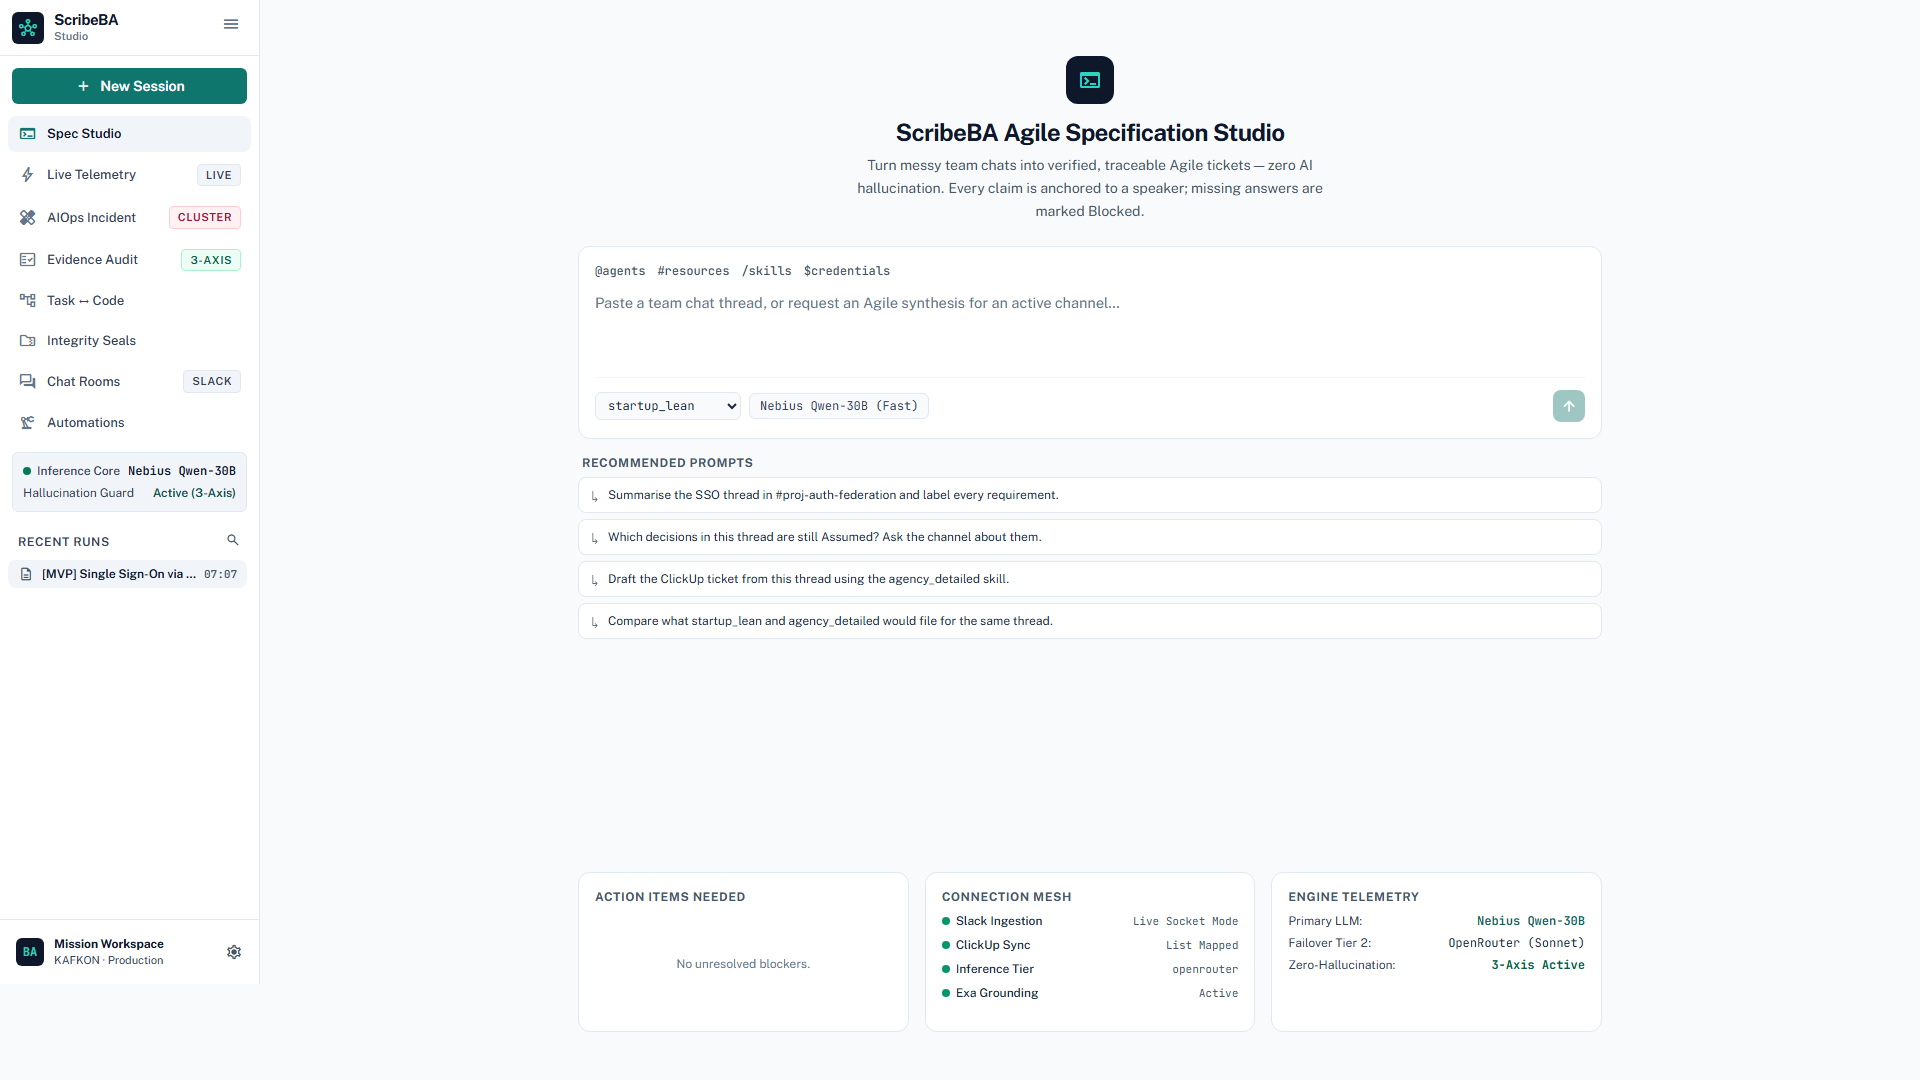 ScribeBA
Studio
+ New Session
Spec Studio
Live Telemetry LIVE
AIOps Incident CLUSTER
Evidence Audit 3-AXIS
Task ↔ Code
Integrity Seals
Chat Rooms SLACK
Automations
Inference Core Nebius Qwen-30B
Hallucination Guard Active (3-Axis)
RECENT RUNS
[MVP] Single Sign-On via ... 07:07
BA
Mission Workspace
KAFKON · Production
ScribeBA Agile Specification Studio
Turn messy team chats into verified, traceable Agile tickets — zero AI
hallucination. Every claim is anchored to a speaker; missing answers are
marked Blocked.
@agents #resources /skills $credentials
Paste a team chat thread, or request an Agile synthesis for an active channel...
startup_lean Nebius Qwen-30B (Fast)
RECOMMENDED PROMPTS
↳ Summarise the SSO thread in #proj-auth-federation and label every requirement.
↳ Which decisions in this thread are still Assumed? Ask the channel about them.
↳ Draft the ClickUp ticket from this thread using the agency_detailed skill.
↳ Compare what startup_lean and agency_detailed would file for the same thread.
ACTION ITEMS NEEDED
No unresolved blockers.
CONNECTION MESH
Slack Ingestion Live Socket Mode
ClickUp Sync List Mapped
Inference Tier openrouter
Exa Grounding Active
ENGINE TELEMETRY
Primary LLM: Nebius Qwen-30B
Failover Tier 2: OpenRouter (Sonnet)
Zero-Hallucination: 3-Axis Active